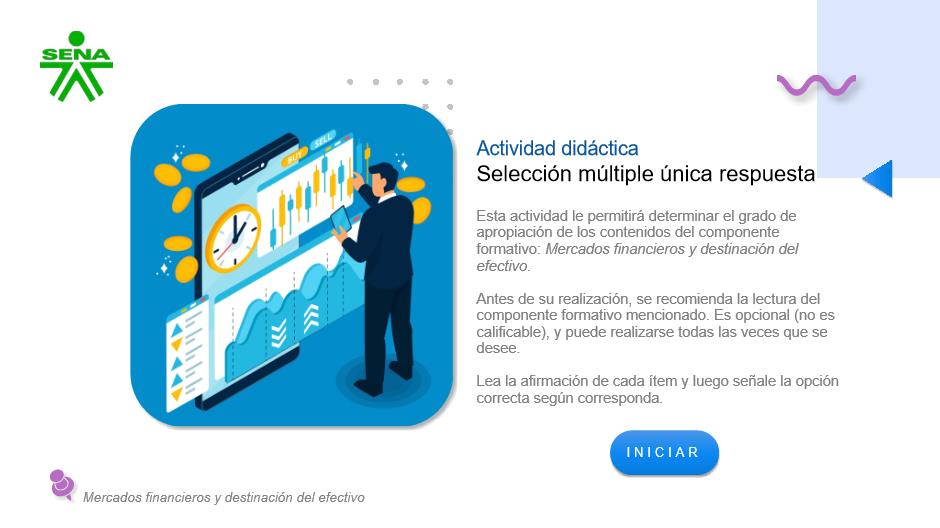 SENA
BUY
SELL
Actividad didáctica
Selección múltiple única respuesta
Esta actividad le permitirá determinar el grado de
apropiación de los contenidos del componente
formativo: Mercados financieros y destinación del
efectivo.
Antes de su realización, se recomienda la lectura del
componente formativo mencionado. Es opcional (no es
calificable), y puede realizarse todas las veces que se
desee.
Lea la afirmación de cada ítem y luego señale la opción
correcta según corresponda.
INICIAR
Mercados financieros y destinación del efectivo